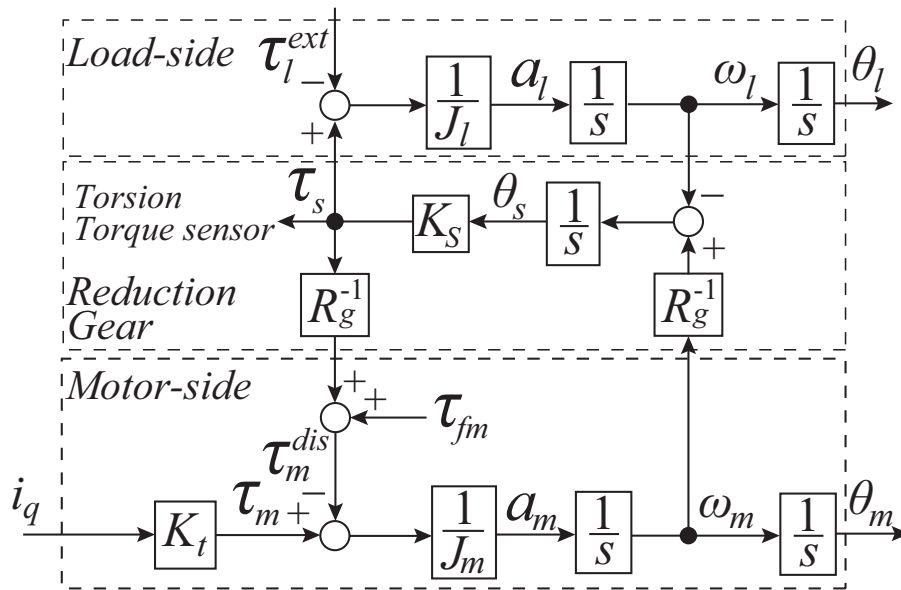 Load-side
τ_l^{ext}
−
+
1/J_l
a_l
1/s
ω_l
1/s
θ_l
Torsion
Torque sensor
τ_s
K_S
θ_s
1/s
−
+
Reduction
Gear
R_g^{-1}
R_g^{-1}
Motor-side
+
+
τ_{fm}
τ_m^{dis}
i_q
K_t
τ_m
+
−
1/J_m
a_m
1/s
ω_m
1/s
θ_m